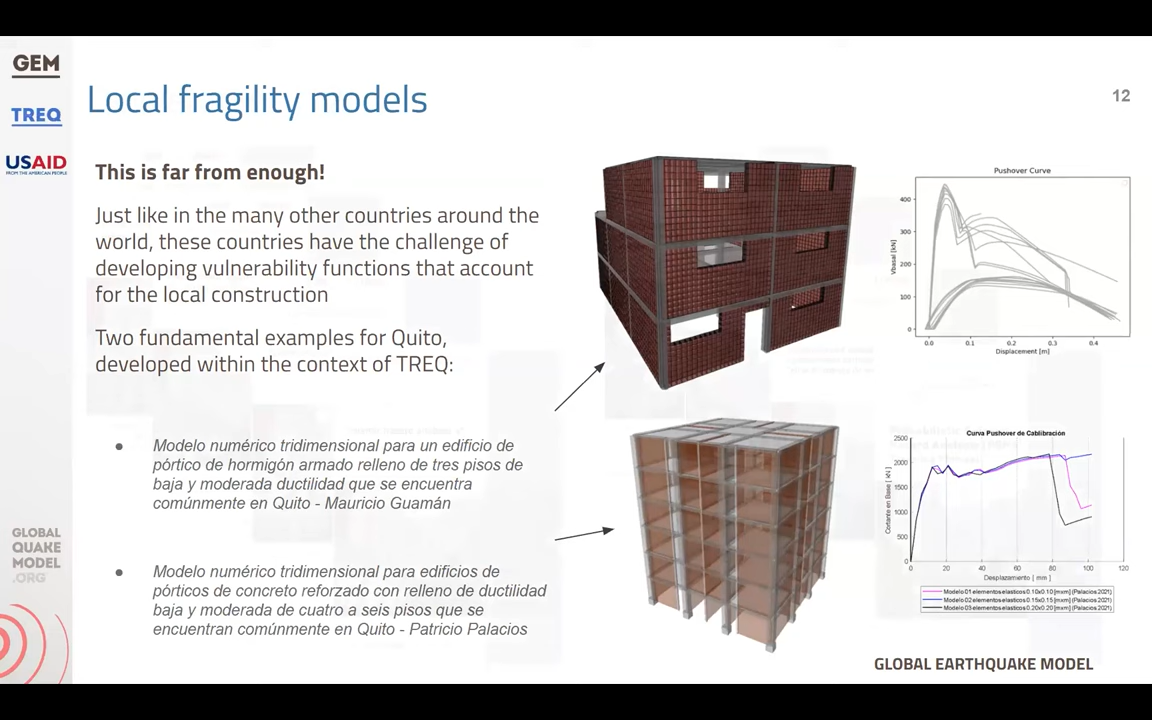 GEM
TREQ
USAID
FROM THE AMERICAN PEOPLE
Local fragility models
12
This is far from enough!
Just like in the many other countries around the
world, these countries have the challenge of
developing vulnerability functions that account
for the local construction
Two fundamental examples for Quito,
developed within the context of TREQ:
● Modelo numérico tridimensional para un edificio de
pórtico de hormigón armado relleno de tres pisos de
baja y moderada ductilidad que se encuentra
comúnmente en Quito - Mauricio Guamán
● Modelo numérico tridimensional para edificios de
pórticos de concreto reforzado con relleno de ductilidad
baja y moderada de cuatro a seis pisos que se
encuentran comúnmente en Quito - Patricio Palacios
Pushover Curve
Vbasal [kN]
400
300
200
100
0
0.0 0.1 0.2 0.3 0.4
Displacement [m]
Curva Pushover de Cablibración
Cortante en Base [ kN ]
2500
2000
1500
1000
500
0
0 20 40 60 80 100 120
Desplazamiento [ mm ]
Modelo 01 elementos elasticos 0.10x0.10 [mxm] (Palacios 2021)
Modelo 02 elementos elasticos 0.15x0.15 [mxm] (Palacios 2021)
Modelo 03 elementos elasticos 0.20x0.20 [mxm] (Palacios 2021)
GLOBAL
QUAKE
MODEL
.ORG
GLOBAL EARTHQUAKE MODEL